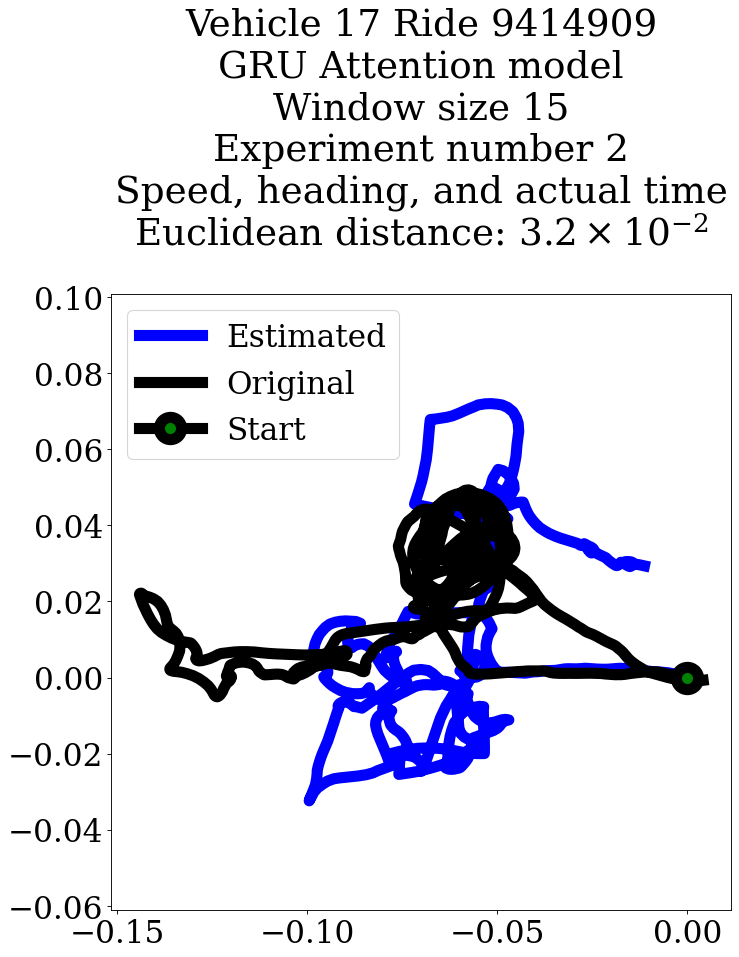 Vehicle 17 Ride 9414909
GRU Attention model
Window size 15
Experiment number 2
Speed, heading, and actual time
Euclidean distance: 3.2 × 10⁻²
Estimated
Original
Start
0.10
0.08
0.06
0.04
0.02
0.00
−0.02
−0.04
−0.06
−0.15 −0.10 −0.05 0.00